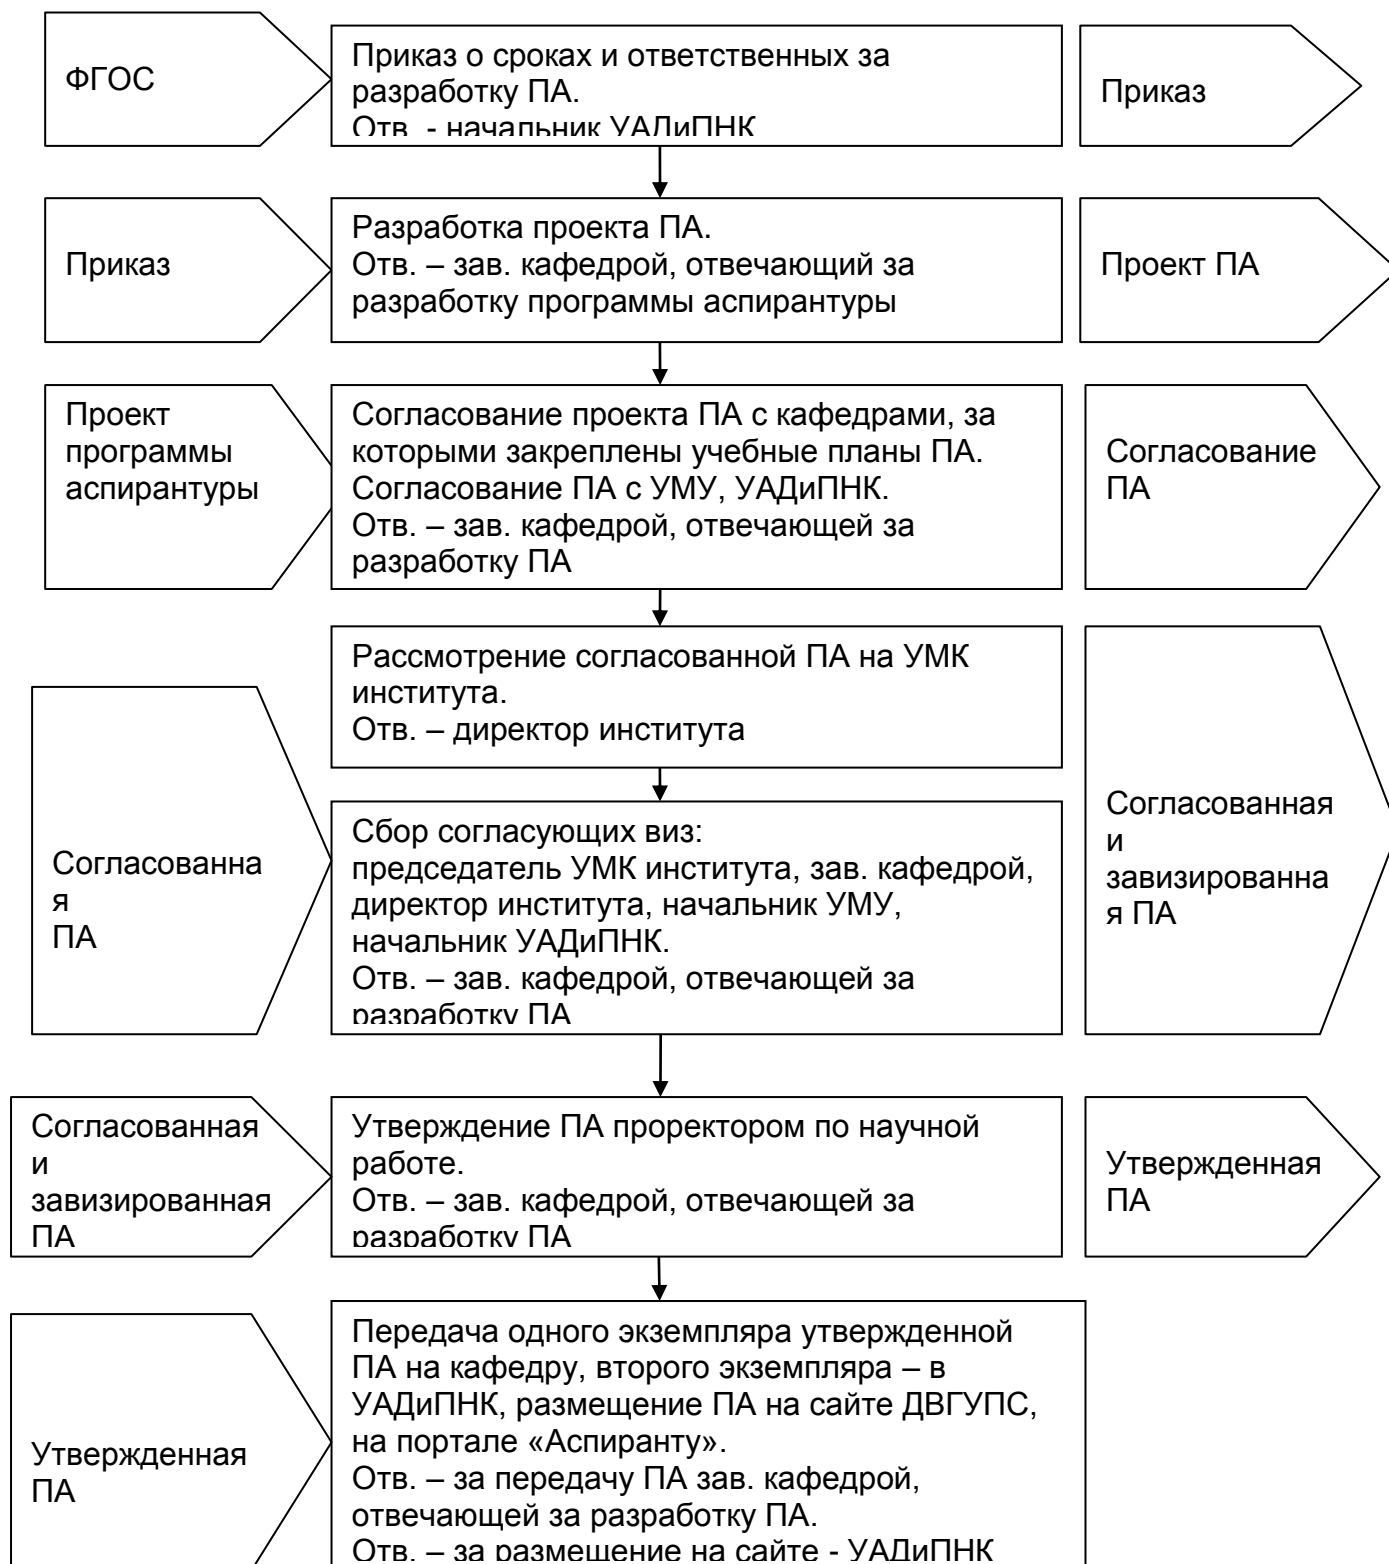 ФГОС
Приказ о сроках и ответственных за
разработку ПА.
Отв. - начальник УАДиПНК
Приказ
Приказ
Разработка проекта ПА.
Отв. – зав. кафедрой, отвечающий за
разработку программы аспирантуры
Проект ПА
Проект
программы
аспирантуры
Согласование проекта ПА с кафедрами, за
которыми закреплены учебные планы ПА.
Согласование ПА с УМУ, УАДиПНК.
Отв. – зав. кафедрой, отвечающей за
разработку ПА
Согласование
ПА
Рассмотрение согласованной ПА на УМК
института.
Отв. – директор института
Согласованна
я
ПА
Сбор согласующих виз:
председатель УМК института, зав. кафедрой,
директор института, начальник УМУ,
начальник УАДиПНК.
Отв. – зав. кафедрой, отвечающей за
разработку ПА
Согласованная
и
завизированна
я ПА
Согласованная
и
завизированная
ПА
Утверждение ПА проректором по научной
работе.
Отв. – зав. кафедрой, отвечающей за
разработку ПА
Утвержденная
ПА
Утвержденная
ПА
Передача одного экземпляра утвержденной
ПА на кафедру, второго экземпляра – в
УАДиПНК, размещение ПА на сайте ДВГУПС,
на портале «Аспиранту».
Отв. – за передачу ПА зав. кафедрой,
отвечающей за разработку ПА.
Отв. – за размещение на сайте - УАДиПНК